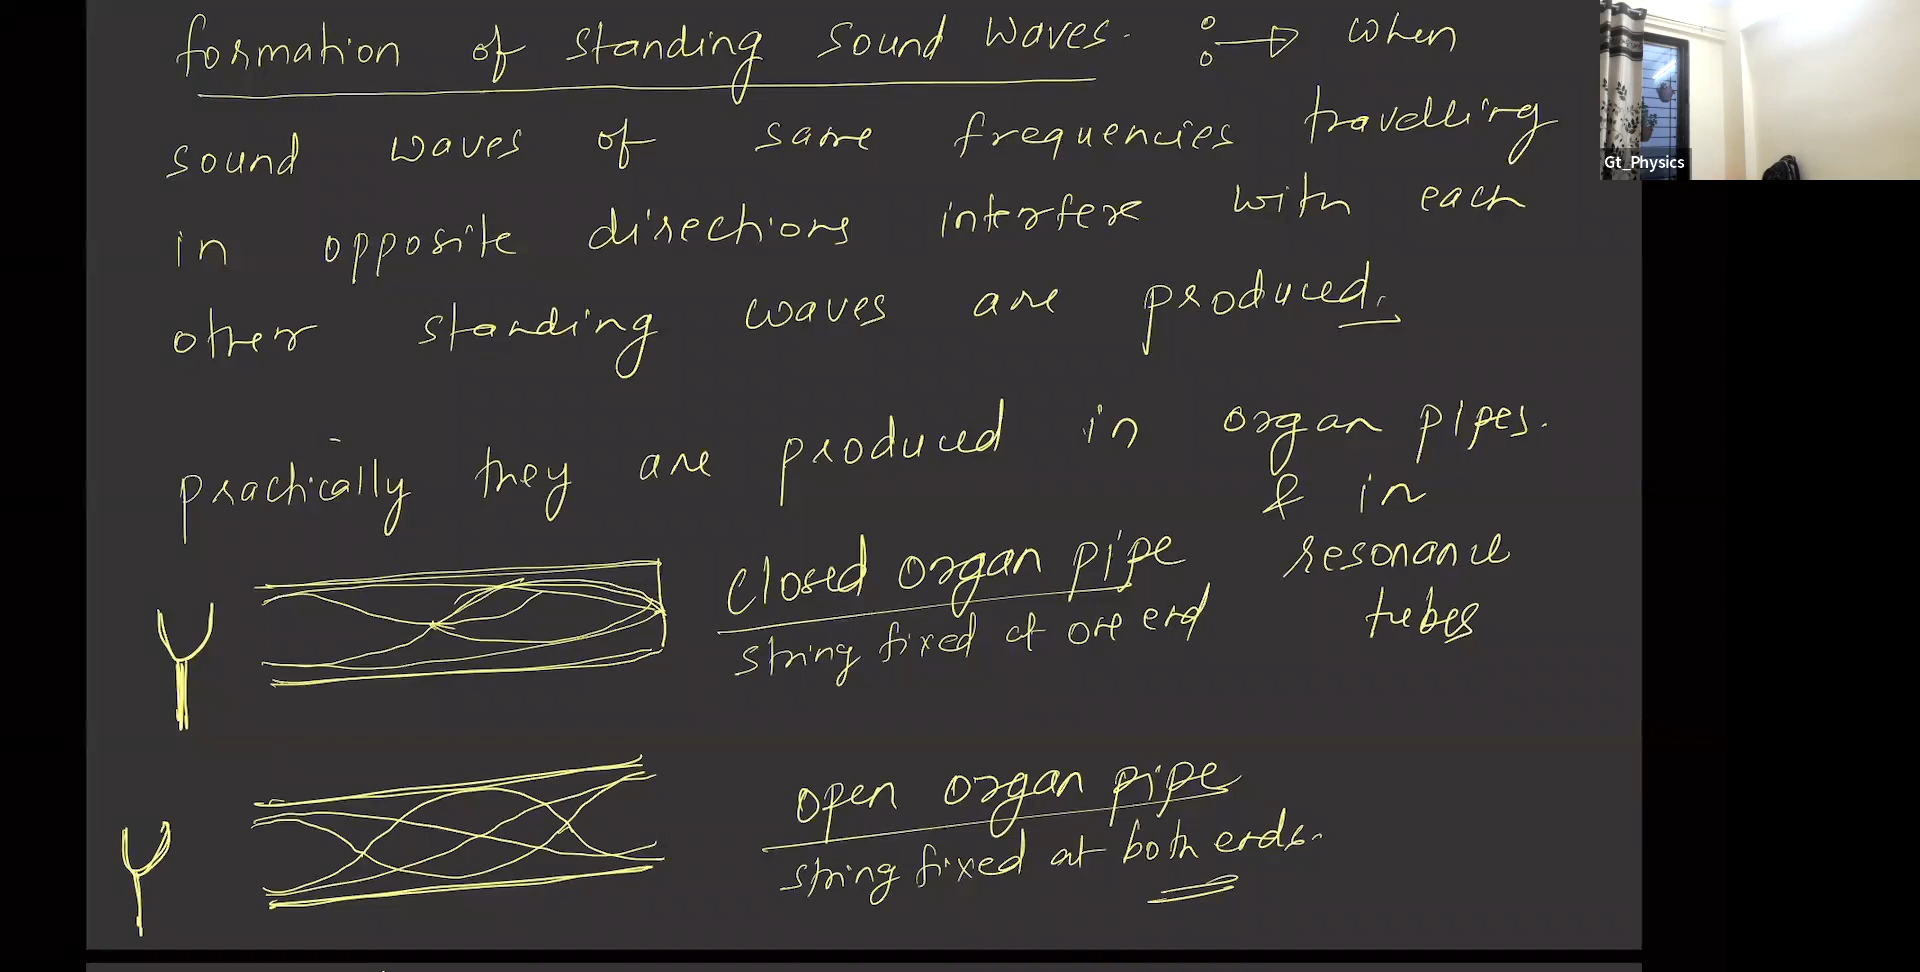 formation of standing sound waves. : → when
sound waves of same frequencies travelling
in opposite directions interfere with each
other standing waves are produced.
practically they are produced in organ pipes.
& in
resonance
tubes
closed organ pipe
string fixed at one end
open organ pipe
string fixed at both ends.
Gt_Physics